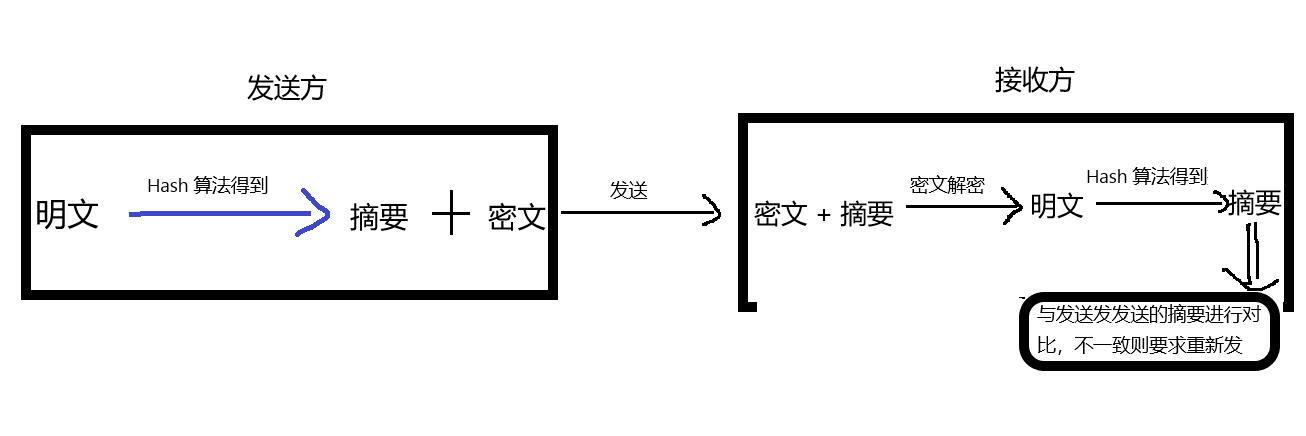 发送方
接收方
Hash 算法得到
明文
摘要 + 密文
发送
密文 + 摘要
密文解密
明文
Hash 算法得到
摘要
与发送发发送的摘要进行对
比，不一致则要求重新发